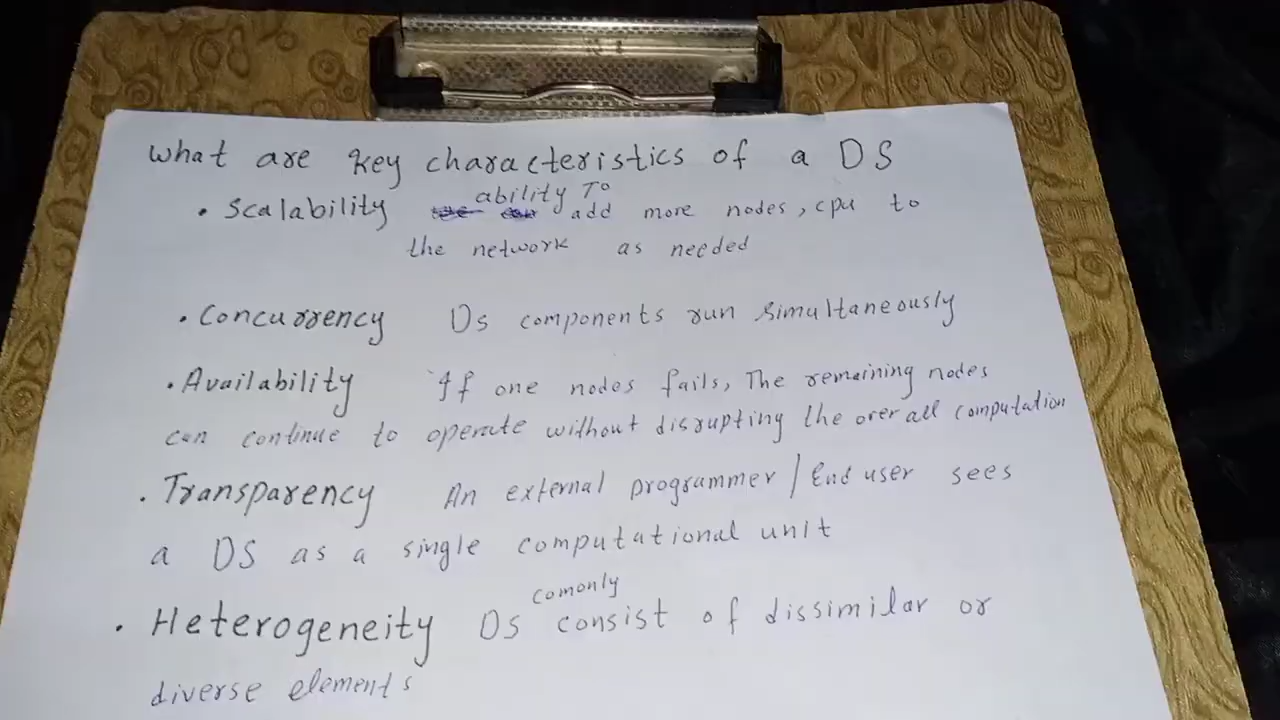 What are key characteristics of a DS
• Scalability ability To add more nodes, cpu to
the network as needed
• Concurrency Ds components run simultaneously
• Availability If one nodes fails, The remaining nodes
can continue to operate without disrupting the over all computation
• Transparency An external programmer / End user sees
a DS as a single computational unit
• Heterogeneity DS comonly consist of dissimilar or
diverse elements